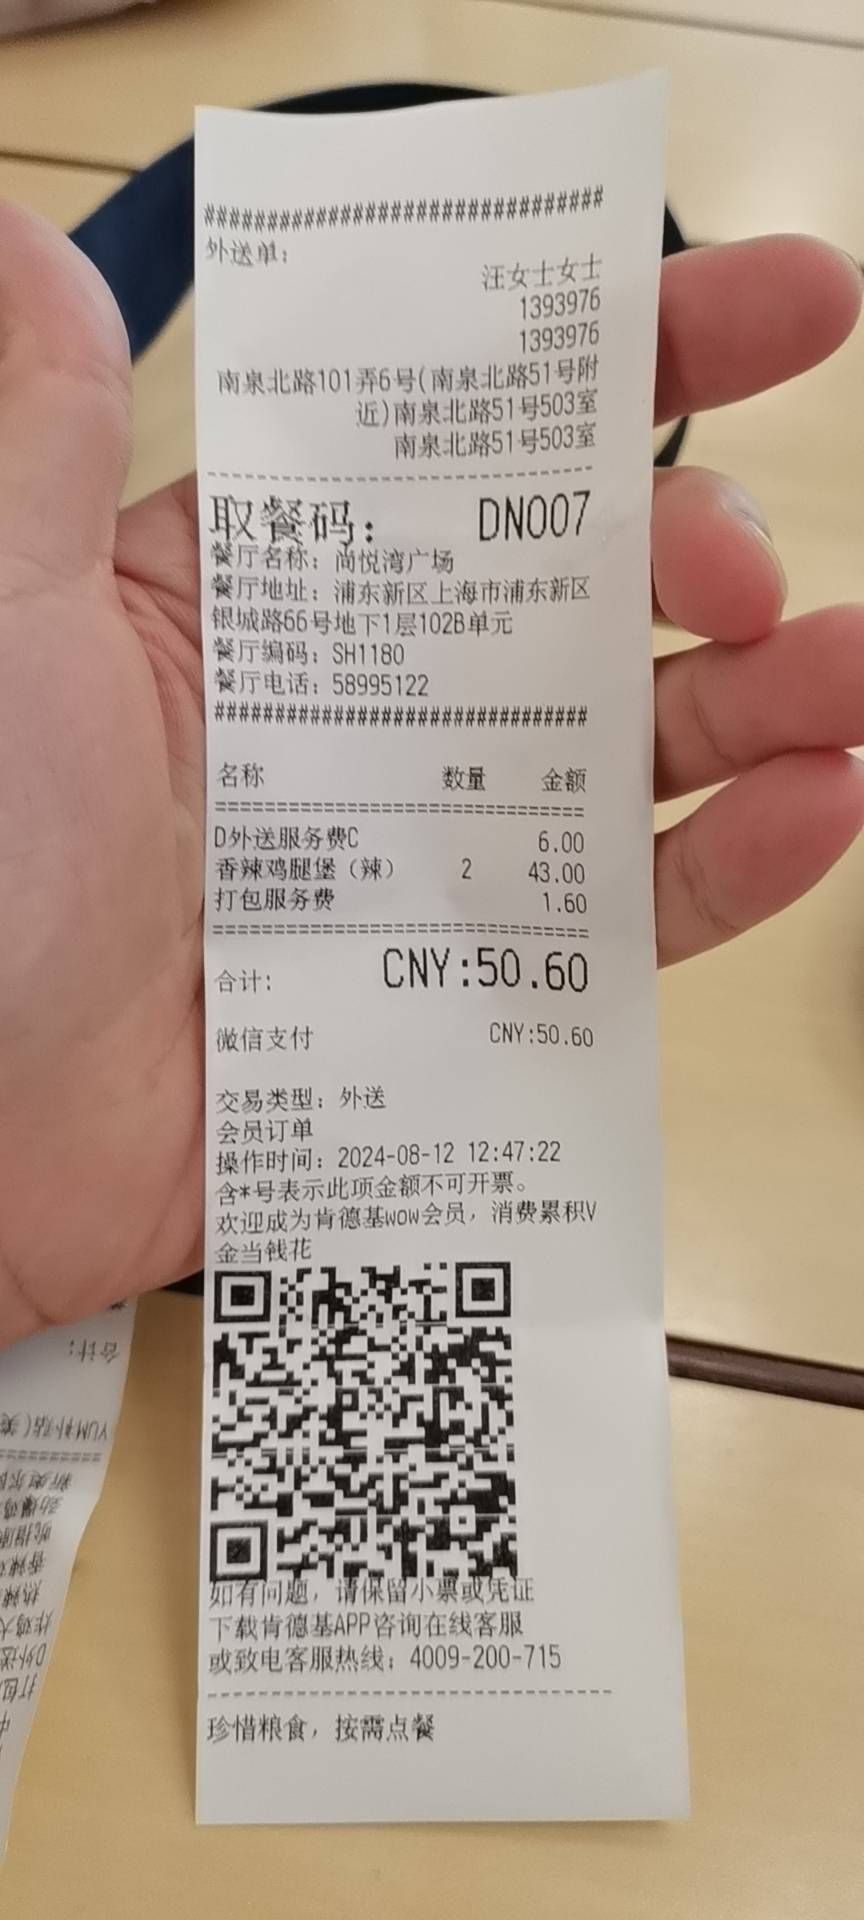 ################################
外送单:
汪女士女士
1393976
1393976
南泉北路101弄6号(南泉北路51号附
近)南泉北路51号503室
南泉北路51号503室
取餐码: DN007
餐厅名称: 尚悦湾广场
餐厅地址: 浦东新区上海市浦东新区
银城路66号地下1层102B单元
餐厅编码: SH1180
餐厅电话: 58995122
################################
名称 数量 金额
D外送服务费C 6.00
香辣鸡腿堡（辣） 2 43.00
打包服务费 1.60
合计: CNY:50.60
微信支付 CNY:50.60
交易类型: 外送
会员订单
操作时间: 2024-08-12 12:47:22
含*号表示此项金额不可开票。
欢迎成为肯德基WOW会员，消费累积V
金当钱花
如有问题，请保留小票或凭证
下载肯德基APP咨询在线客服
或致电客服热线: 4009-200-715
珍惜粮食，按需点餐
合计:
YUM补贴(美